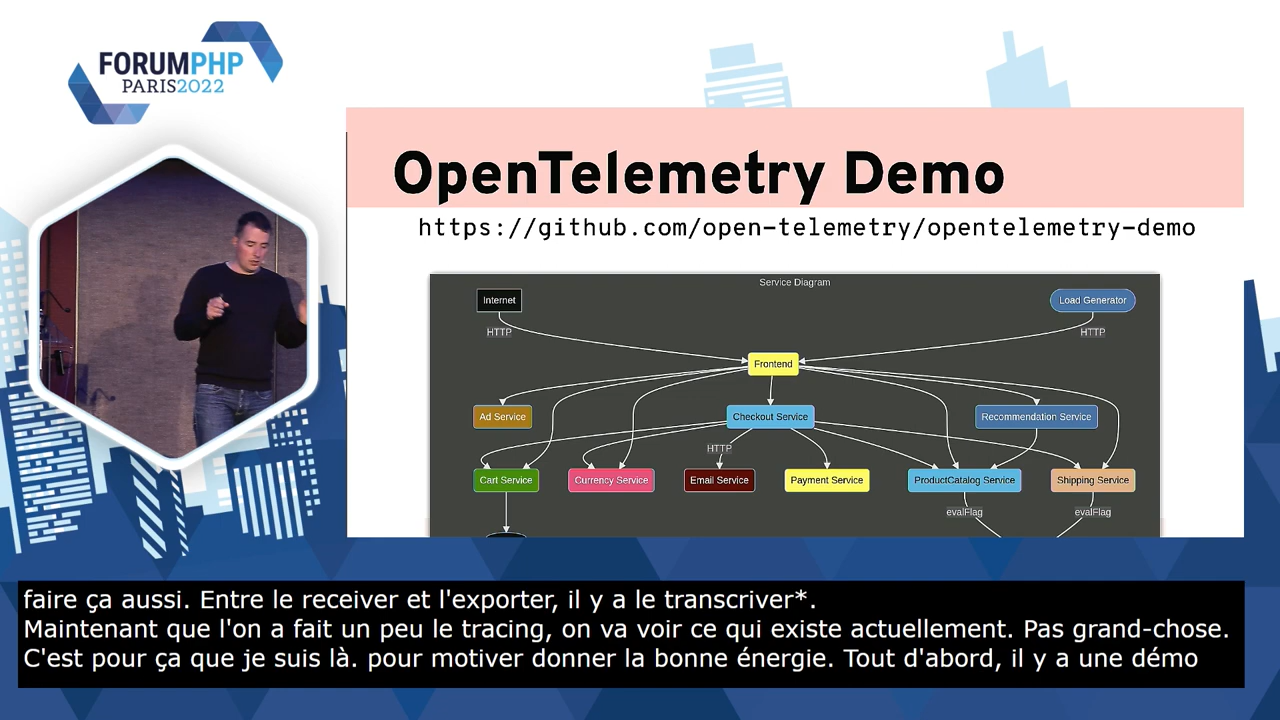 FORUMPHP
PARIS2022
OpenTelemetry Demo
https://github.com/open-telemetry/opentelemetry-demo
Service Diagram
Internet
Load Generator
HTTP
HTTP
Frontend
Ad Service
Checkout Service
Recommendation Service
HTTP
Cart Service
Currency Service
Email Service
Payment Service
ProductCatalog Service
Shipping Service
evalFlag
evalFlag
faire ça aussi. Entre le receiver et l'exporter, il y a le transcriver*.
Maintenant que l'on a fait un peu le tracing, on va voir ce qui existe actuellement. Pas grand-chose.
C'est pour ça que je suis là. pour motiver donner la bonne énergie. Tout d'abord, il y a une démo